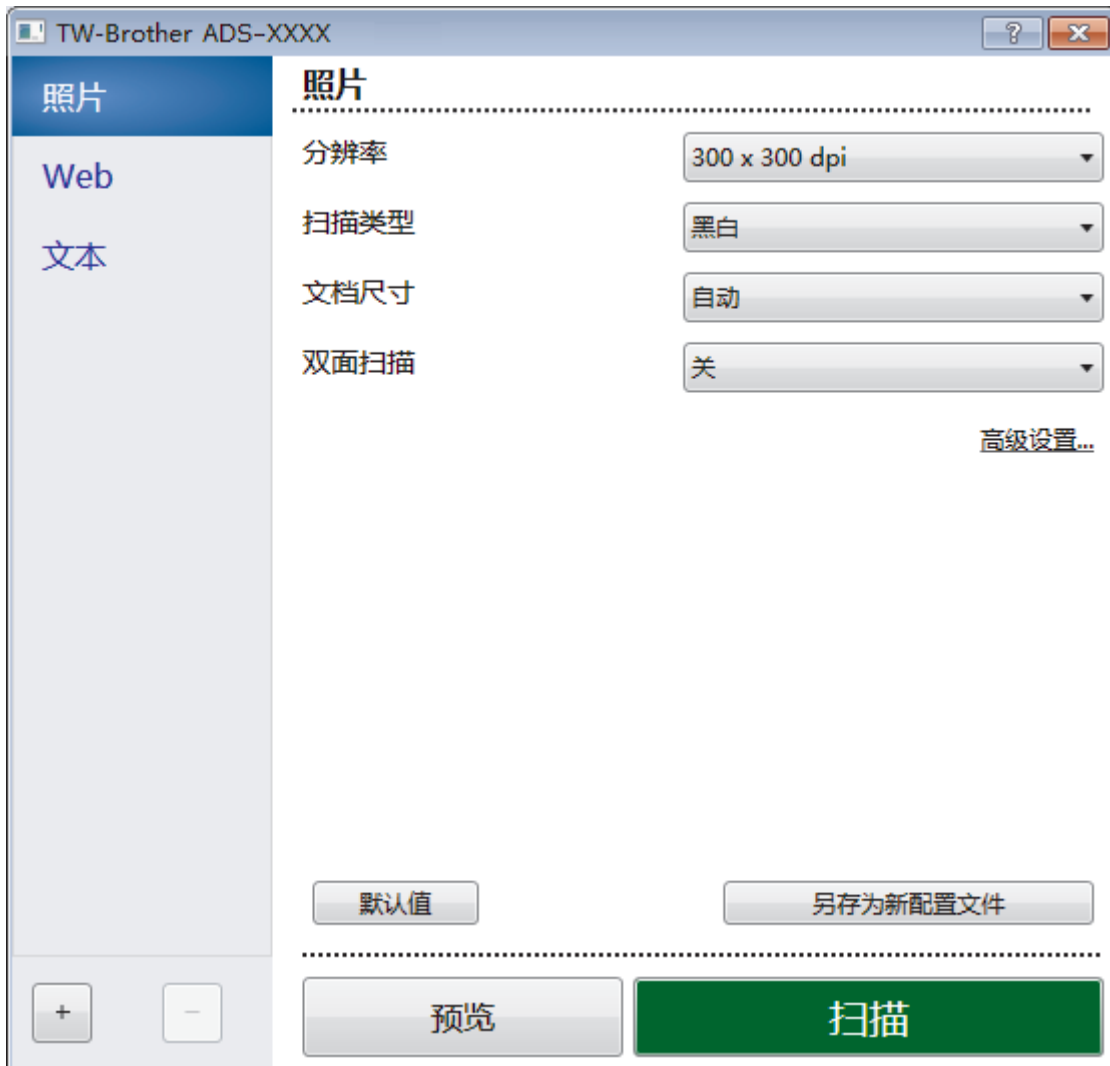 TW-Brother ADS-XXXX
?
照片
Web
文本
照片
分辨率
300 x 300 dpi
扫描类型
黑白
文档尺寸
自动
双面扫描
关
高级设置...
默认值
另存为新配置文件
+
−
预览
扫描